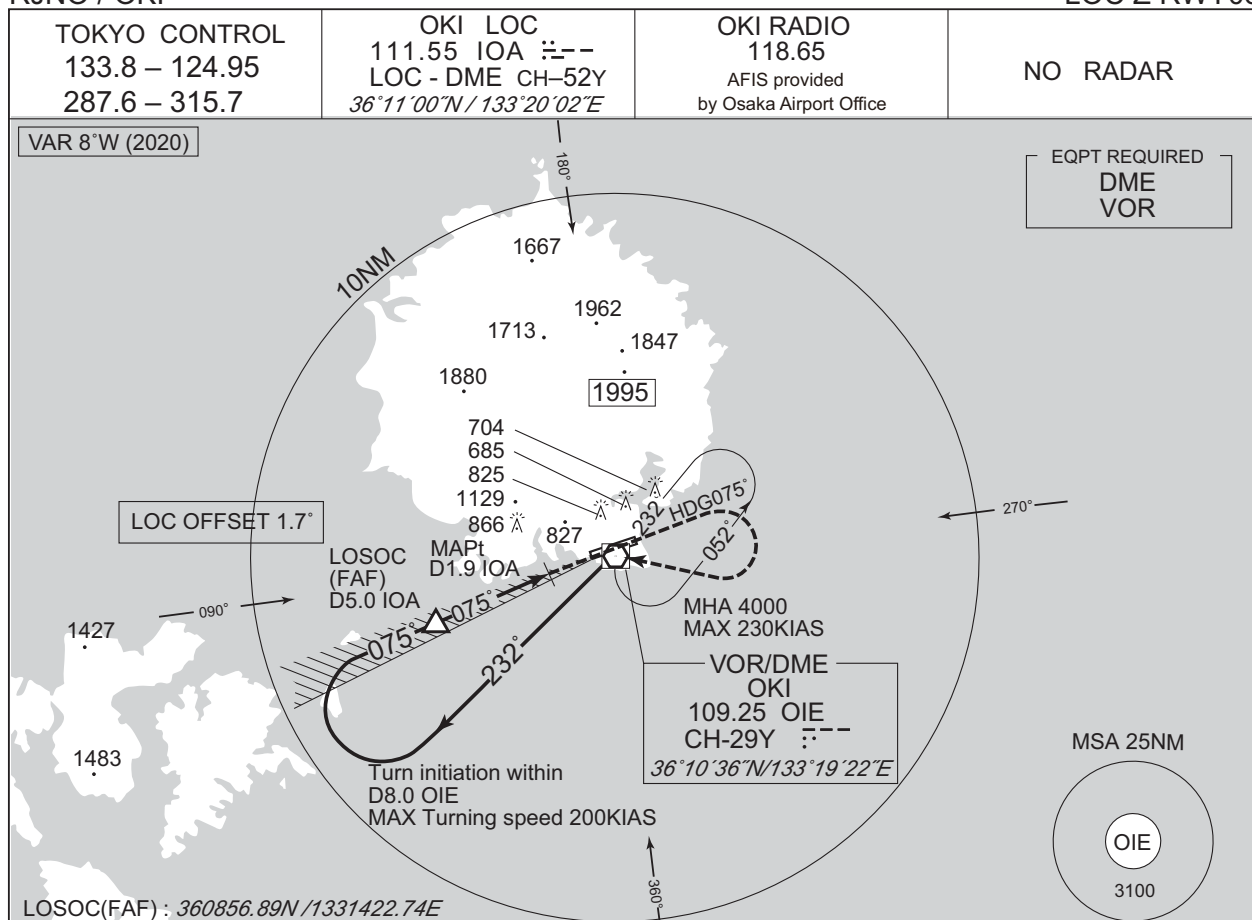 TOKYO CONTROL
133.8 – 124.95
287.6 – 315.7
OKI LOC
111.55 IOA
LOC - DME CH–52Y
36°11´00˝N / 133°20´02˝E
OKI RADIO
118.65
AFIS provided
by Osaka Airport Office
NO RADAR
VAR 8°W (2020)
EQPT REQUIRED
DME
VOR
180°
10NM
1667
1962
1713
1847
1880
1995
704
685
825
1129
866
827
LOC OFFSET 1.7°
232
HDG075°
052°
270°
MAPt
D1.9 IOA
LOSOC
(FAF)
D5.0 IOA
090°
075°
075°
232°
1427
1483
MHA 4000
MAX 230KIAS
VOR/DME
OKI
109.25 OIE
CH-29Y
36°10´36˝N/133°19´22˝E
Turn initiation within
D8.0 OIE
MAX Turning speed 200KIAS
360°
MSA 25NM
OIE
3100
LOSOC(FAF) : 360856.89N /1331422.74E